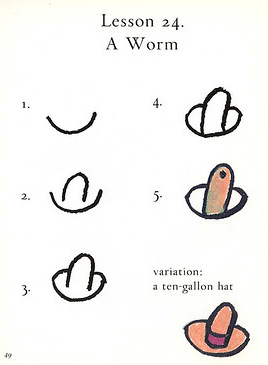 Lesson 24.
A Worm
1.
2.
3.
4.
5.
variation:
a ten-gallon hat
49